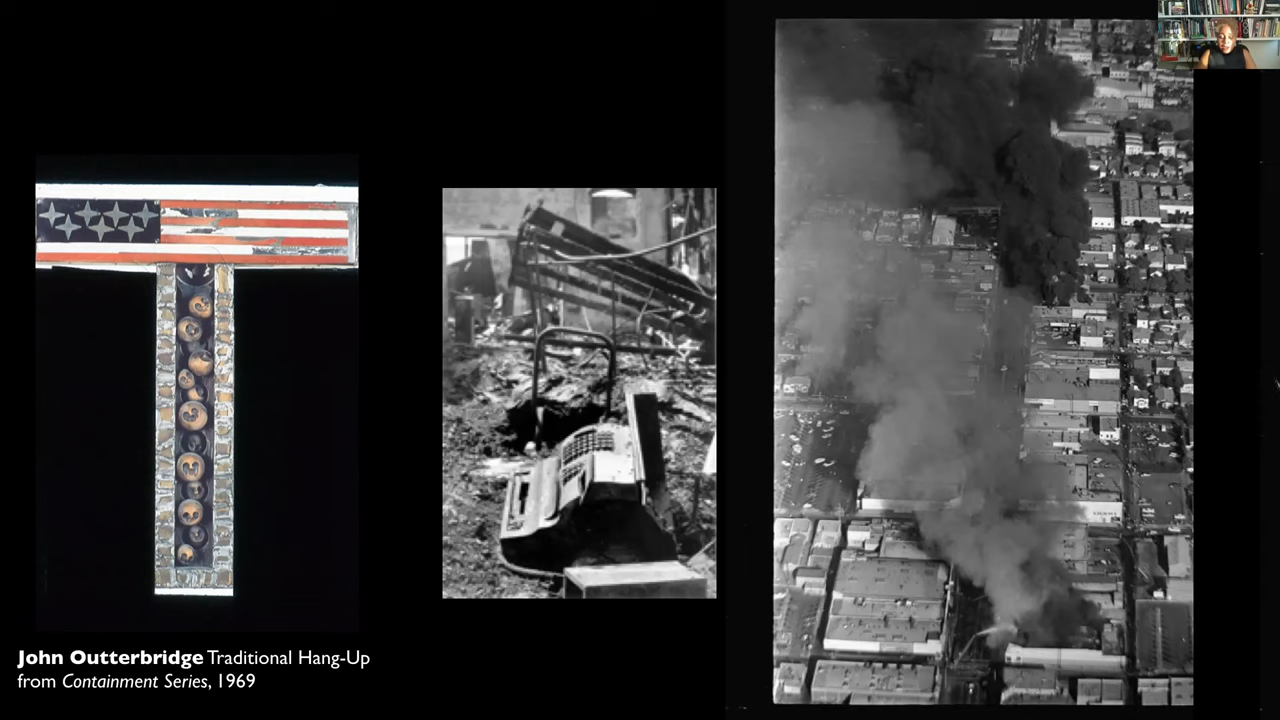 John Outterbridge Traditional Hang-Up
from Containment Series, 1969